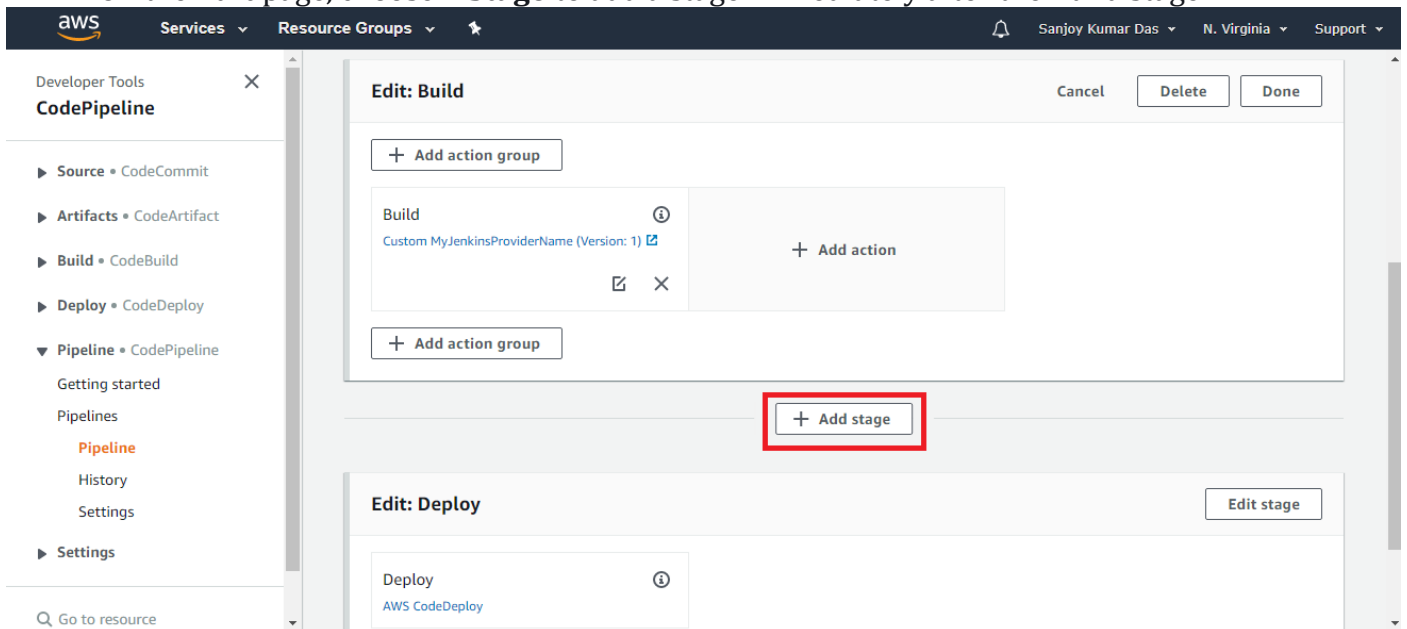 aws Services Resource Groups Sanjoy Kumar Das N. Virginia Support
Developer Tools
CodePipeline
Source • CodeCommit
Artifacts • CodeArtifact
Build • CodeBuild
Deploy • CodeDeploy
Pipeline • CodePipeline
Getting started
Pipelines
Pipeline
History
Settings
Settings
Go to resource
Edit: Build Cancel Delete Done
+ Add action group
Build
Custom MyJenkinsProviderName (Version: 1)
+ Add action
+ Add action group
+ Add stage
Edit: Deploy Edit stage
Deploy
AWS CodeDeploy